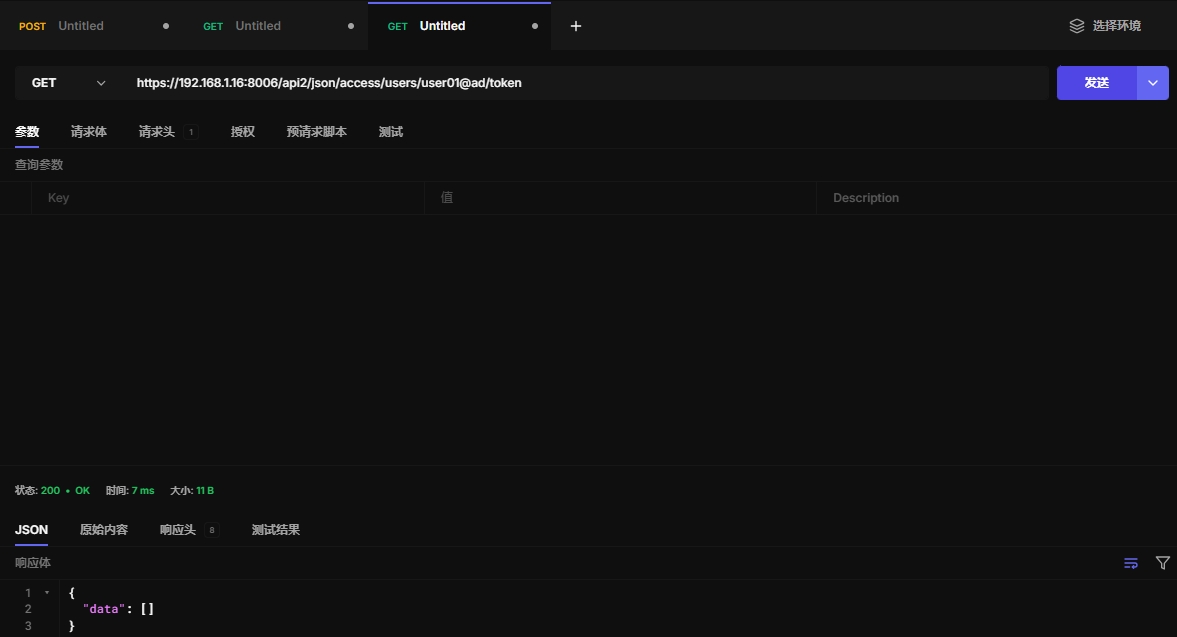 POST Untitled GET Untitled GET Untitled + 选择环境
GET https://192.168.1.16:8006/api2/json/access/users/user01@ad/token 发送
参数 请求体 请求头 1 授权 预请求脚本 测试
查询参数
Key 值 Description
状态: 200 • OK 时间: 7 ms 大小: 11 B
JSON 原始内容 响应头 8 测试结果
响应体
1 {
2 "data": []
3 }